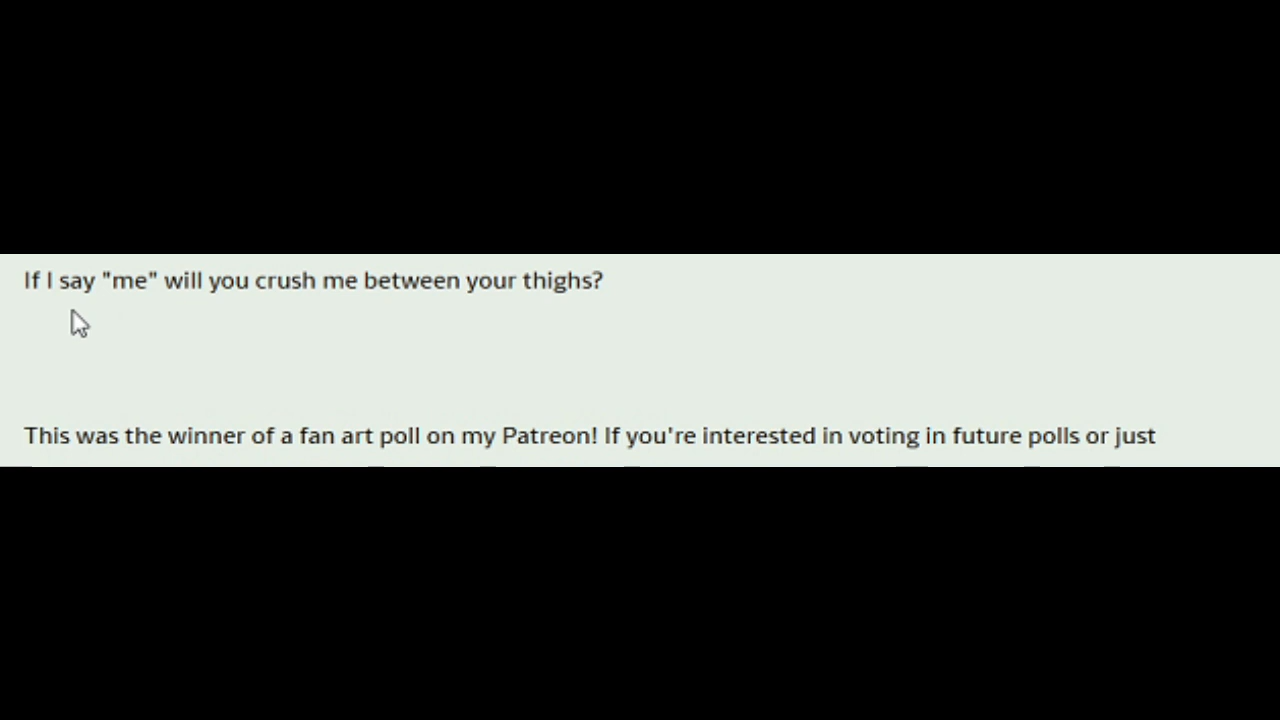 If I say "me" will you crush me between your thighs?
This was the winner of a fan art poll on my Patreon! If you're interested in voting in future polls or just